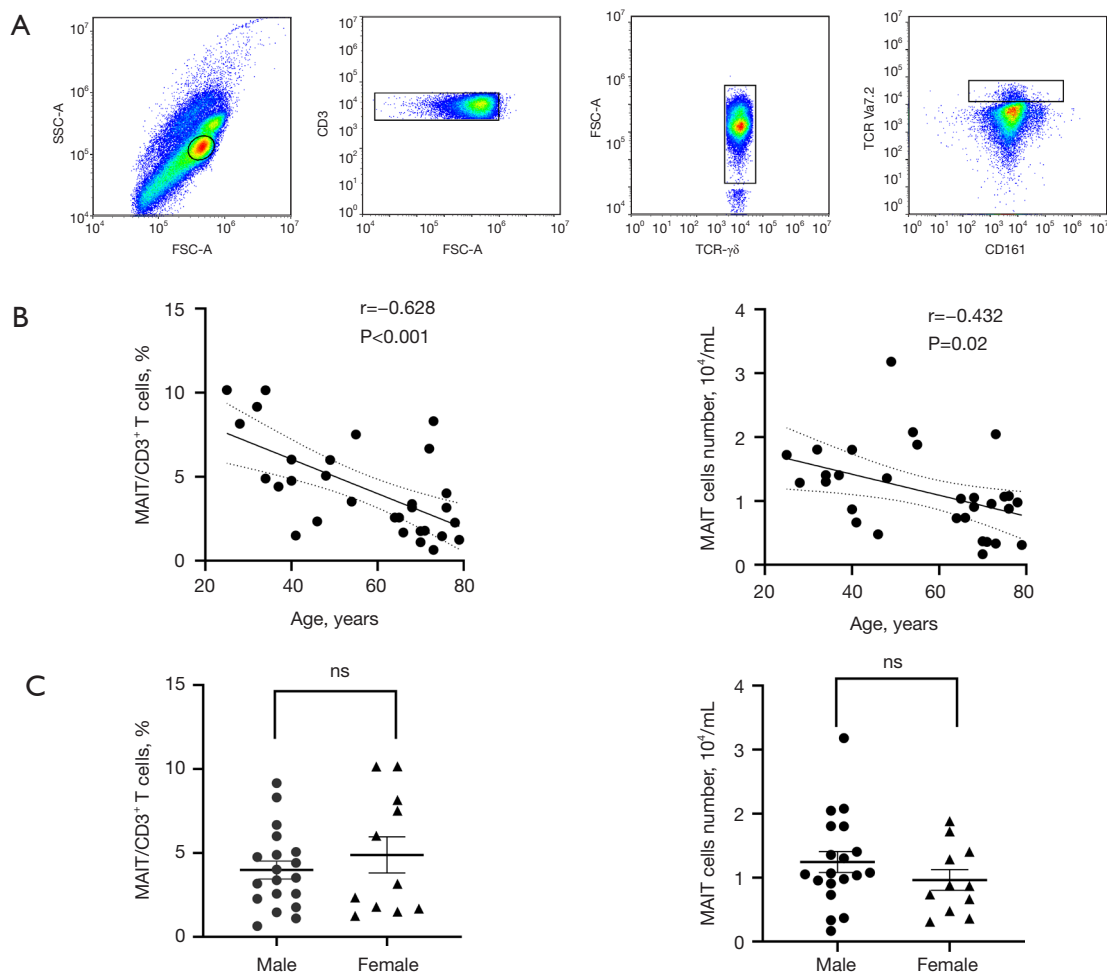 A
10⁷
10⁶
10⁵
10⁴
SSC-A
10⁴ 10⁵ 10⁶ 10⁷
FSC-A
10⁷
10⁶
10⁵
10⁴
10³
10²
10¹
10⁰
CD3
10⁴ 10⁵ 10⁶ 10⁷
FSC-A
10⁷
10⁶
10⁵
10⁴
FSC-A
10⁰ 10¹ 10² 10³ 10⁴ 10⁵ 10⁶ 10⁷
TCR-γδ
10⁷
10⁶
10⁵
10⁴
10³
10²
10¹
10⁰
TCR Va7.2
10⁰ 10¹ 10² 10³ 10⁴ 10⁵ 10⁶ 10⁷
CD161
B
r=−0.628
P<0.001
15
10
5
0
MAIT/CD3⁺ T cells, %
20 40 60 80
Age, years
r=−0.432
P=0.02
4
3
2
1
0
MAIT cells number, 10⁴/mL
20 40 60 80
Age, years
C
ns
15
10
5
0
MAIT/CD3⁺ T cells, %
Male Female
ns
4
3
2
1
0
MAIT cells number, 10⁴/mL
Male Female